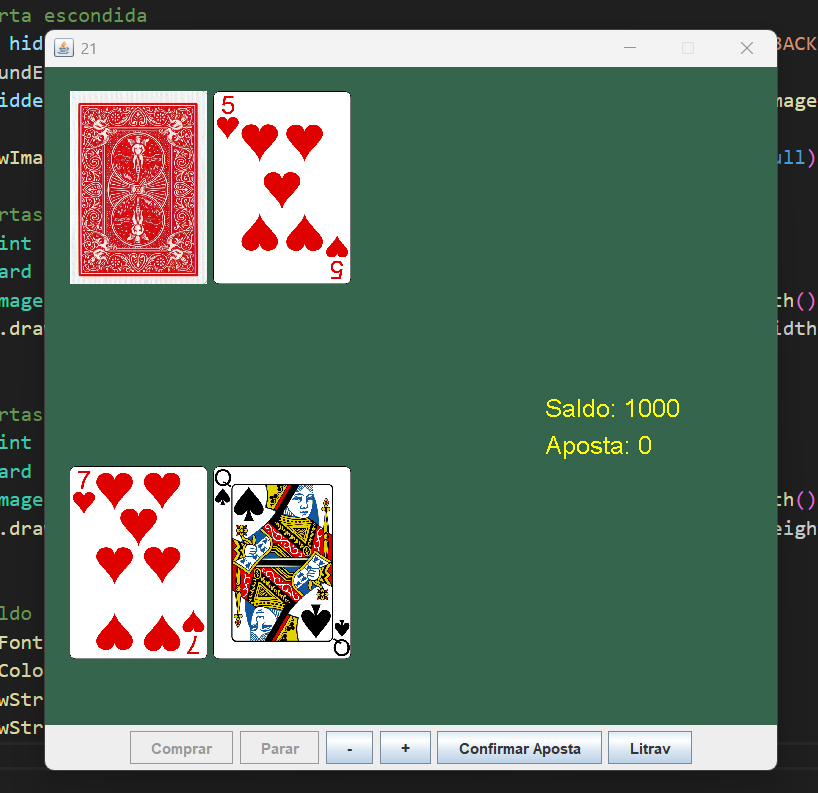 rta escondida
hid
BACK
undE
idde
mage
wIma
ull)
rtas
int
ard
mage
th()
.dra
idth
rtas
int
ard
mage
th()
.dra
eigh
ldo
Font
Colo
wStr
wStr
21
5
5
Saldo: 1000
Aposta: 0
7
Q
7
Q
Comprar
Parar
-
+
Confirmar Aposta
Litrav